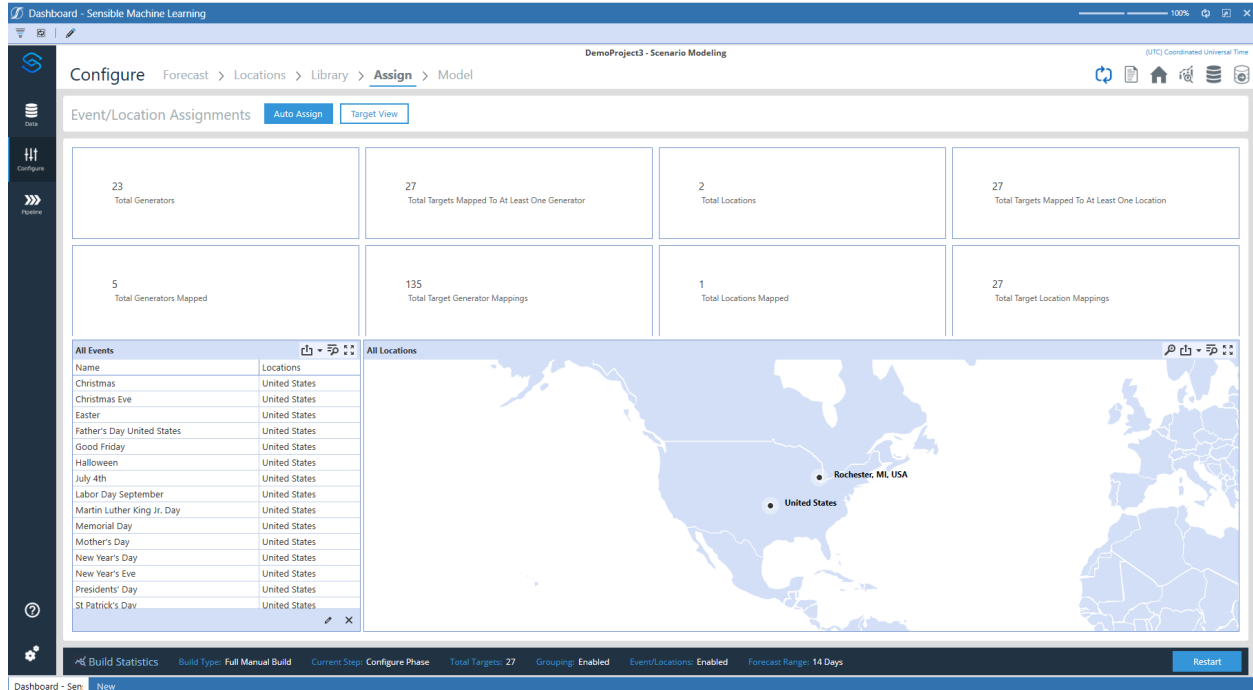 Dashboard - Sensible Machine Learning
100%
DemoProject3 - Scenario Modeling
(UTC) Coordinated Universal Time
Configure Forecast > Locations > Library > Assign > Model
Data
Configure
Pipeline
Event/Location Assignments Auto Assign Target View
23
Total Generators
27
Total Targets Mapped To At Least One Generator
2
Total Locations
27
Total Targets Mapped To At Least One Location
5
Total Generators Mapped
135
Total Target Generator Mappings
1
Total Locations Mapped
27
Total Target Location Mappings
All Events
Name Locations
Christmas United States
Christmas Eve United States
Easter United States
Father's Day United States United States
Good Friday United States
Halloween United States
July 4th United States
Labor Day September United States
Martin Luther King Jr. Day United States
Memorial Day United States
Mother's Day United States
New Year's Day United States
New Year's Eve United States
Presidents' Day United States
St Patrick's Day United States
All Locations
Rochester, MI, USA
United States
Build Statistics Build Type: Full Manual Build Current Step: Configure Phase Total Targets: 27 Grouping: Enabled Event/Locations: Enabled Forecast Range: 14 Days Restart
Dashboard - Sen: New